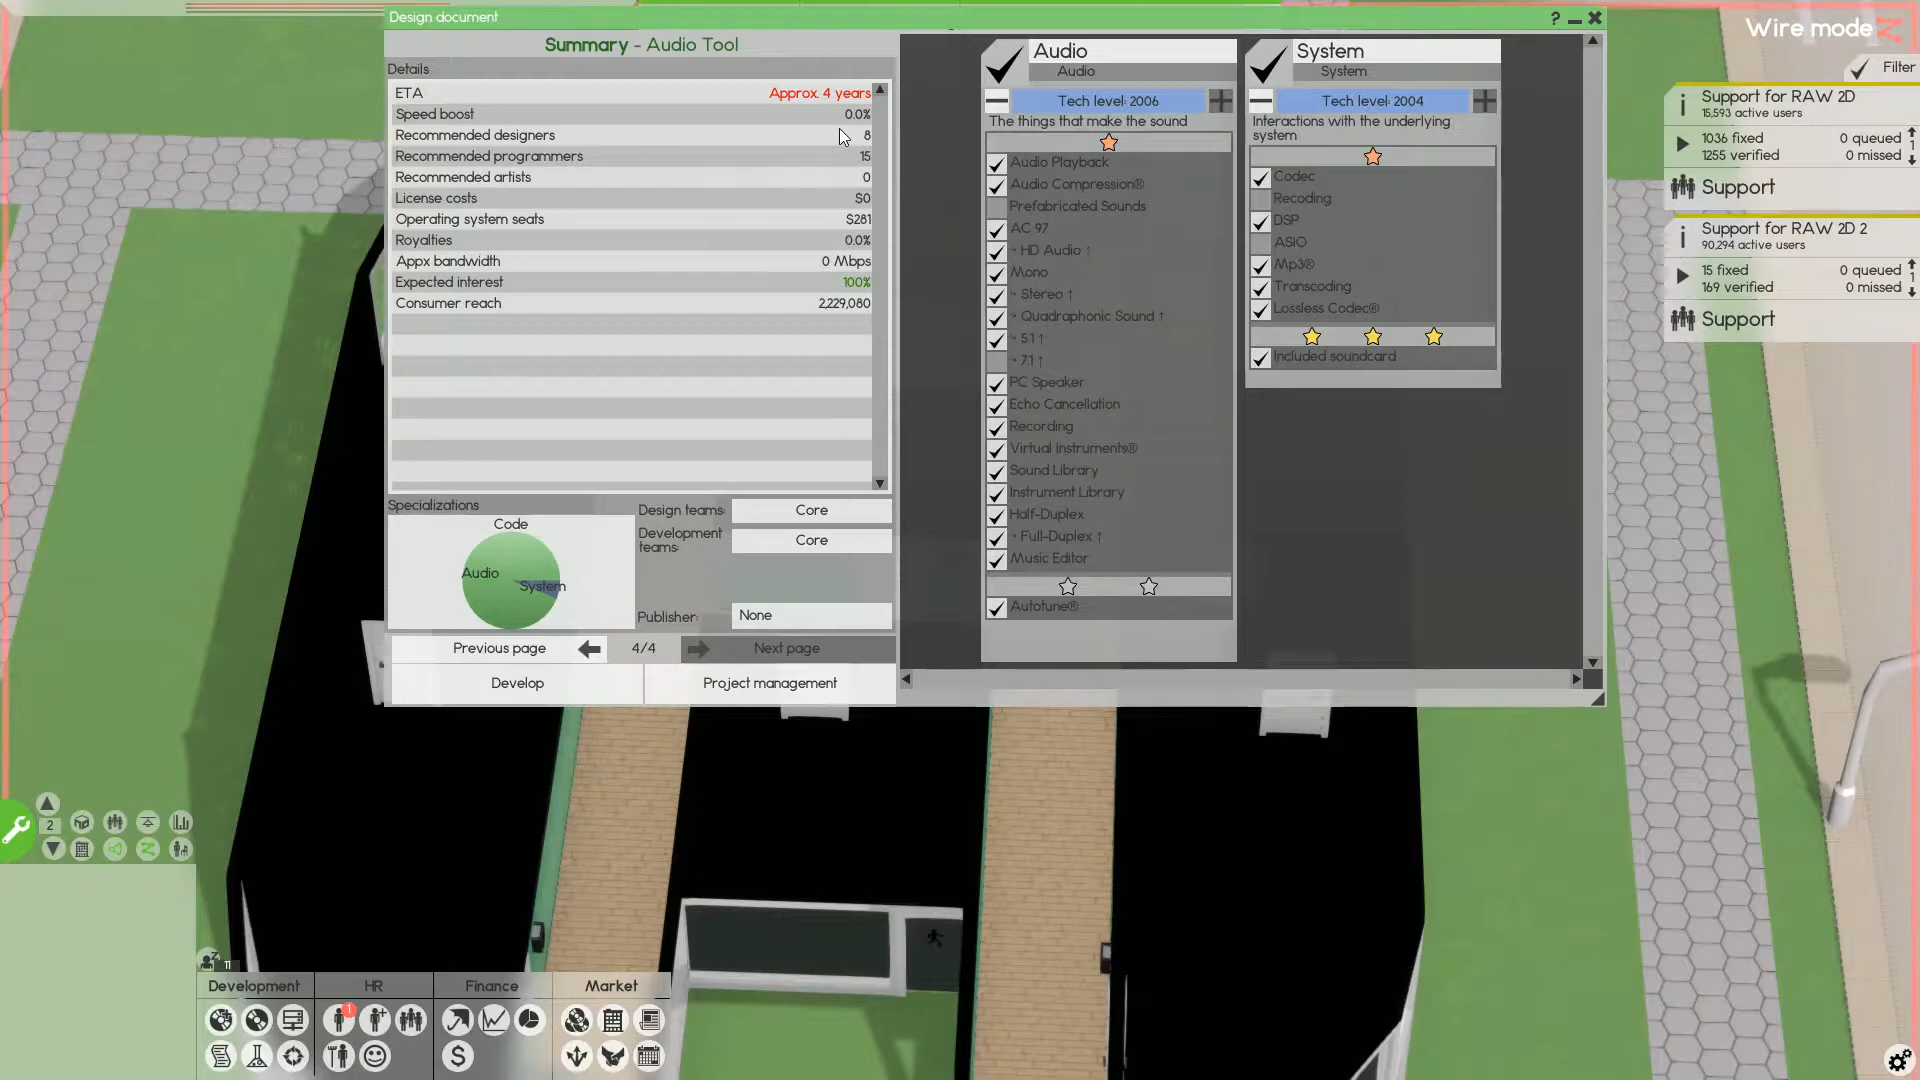 Design document
?
Wire mode
Filter
Summary - Audio Tool
Details
ETA Approx. 4 years
Speed boost 0.0%
Recommended designers 8
Recommended programmers 15
Recommended artists 0
License costs $0
Operating system seats $281
Royalties 0.0%
Appx bandwidth 0 Mbps
Expected interest 100%
Consumer reach 2,229,080
Specializations
Code
Audio
System
Design teams: Core
Development teams: Core
Publisher: None
Previous page 4/4 Next page
Develop Project management
Audio
Audio
Tech level: 2006
The things that make the sound
Audio Playback
Audio Compression®
Prefabricated Sounds
AC 97
HD Audio ↑
Mono
Stereo ↑
Quadraphonic Sound ↑
5.1 ↑
7.1 ↑
PC Speaker
Echo Cancellation
Recording
Virtual Instruments®
Sound Library
Instrument Library
Half-Duplex
Full-Duplex ↑
Music Editor
Autotune®
System
System
Tech level: 2004
Interactions with the underlying
system
Codec
Recoding
DSP
ASIO
Mp3®
Transcoding
Lossless Codec®
Included soundcard
Support for RAW 2D
15,593 active users
1036 fixed 0 queued
1255 verified 0 missed
1
Support
Support for RAW 2D 2
90,294 active users
15 fixed 0 queued
169 verified 0 missed
1
Support
2
11
Development HR Finance Market
1